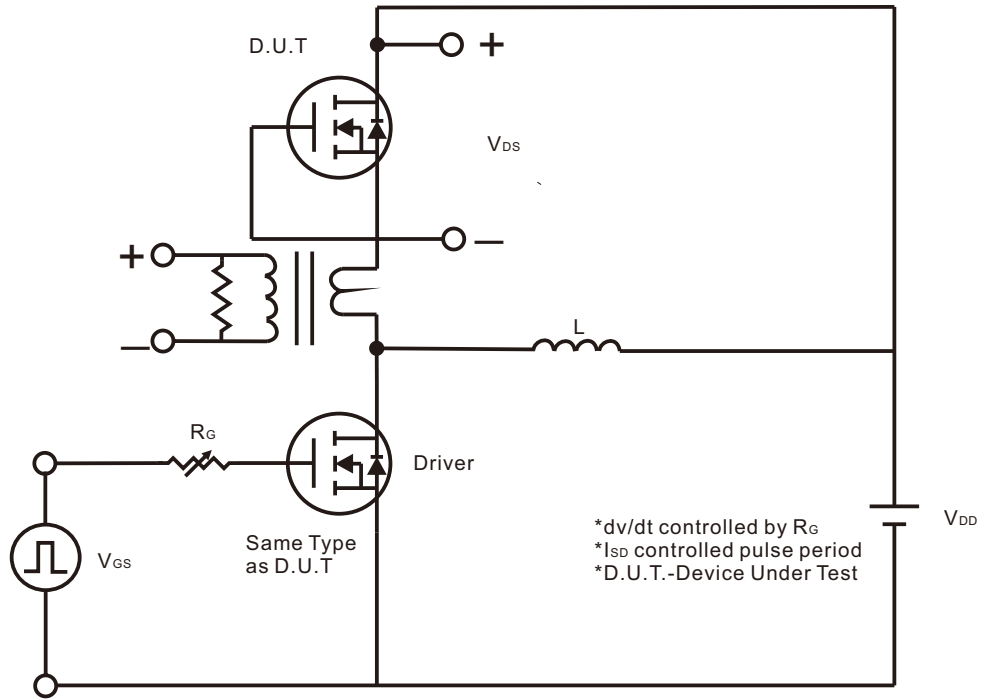 D.U.T
+
VDS
—
+
—
L
RG
Driver
VGS
Same Type
as D.U.T
*dv/dt controlled by RG
*ISD controlled pulse period
*D.U.T.-Device Under Test
VDD